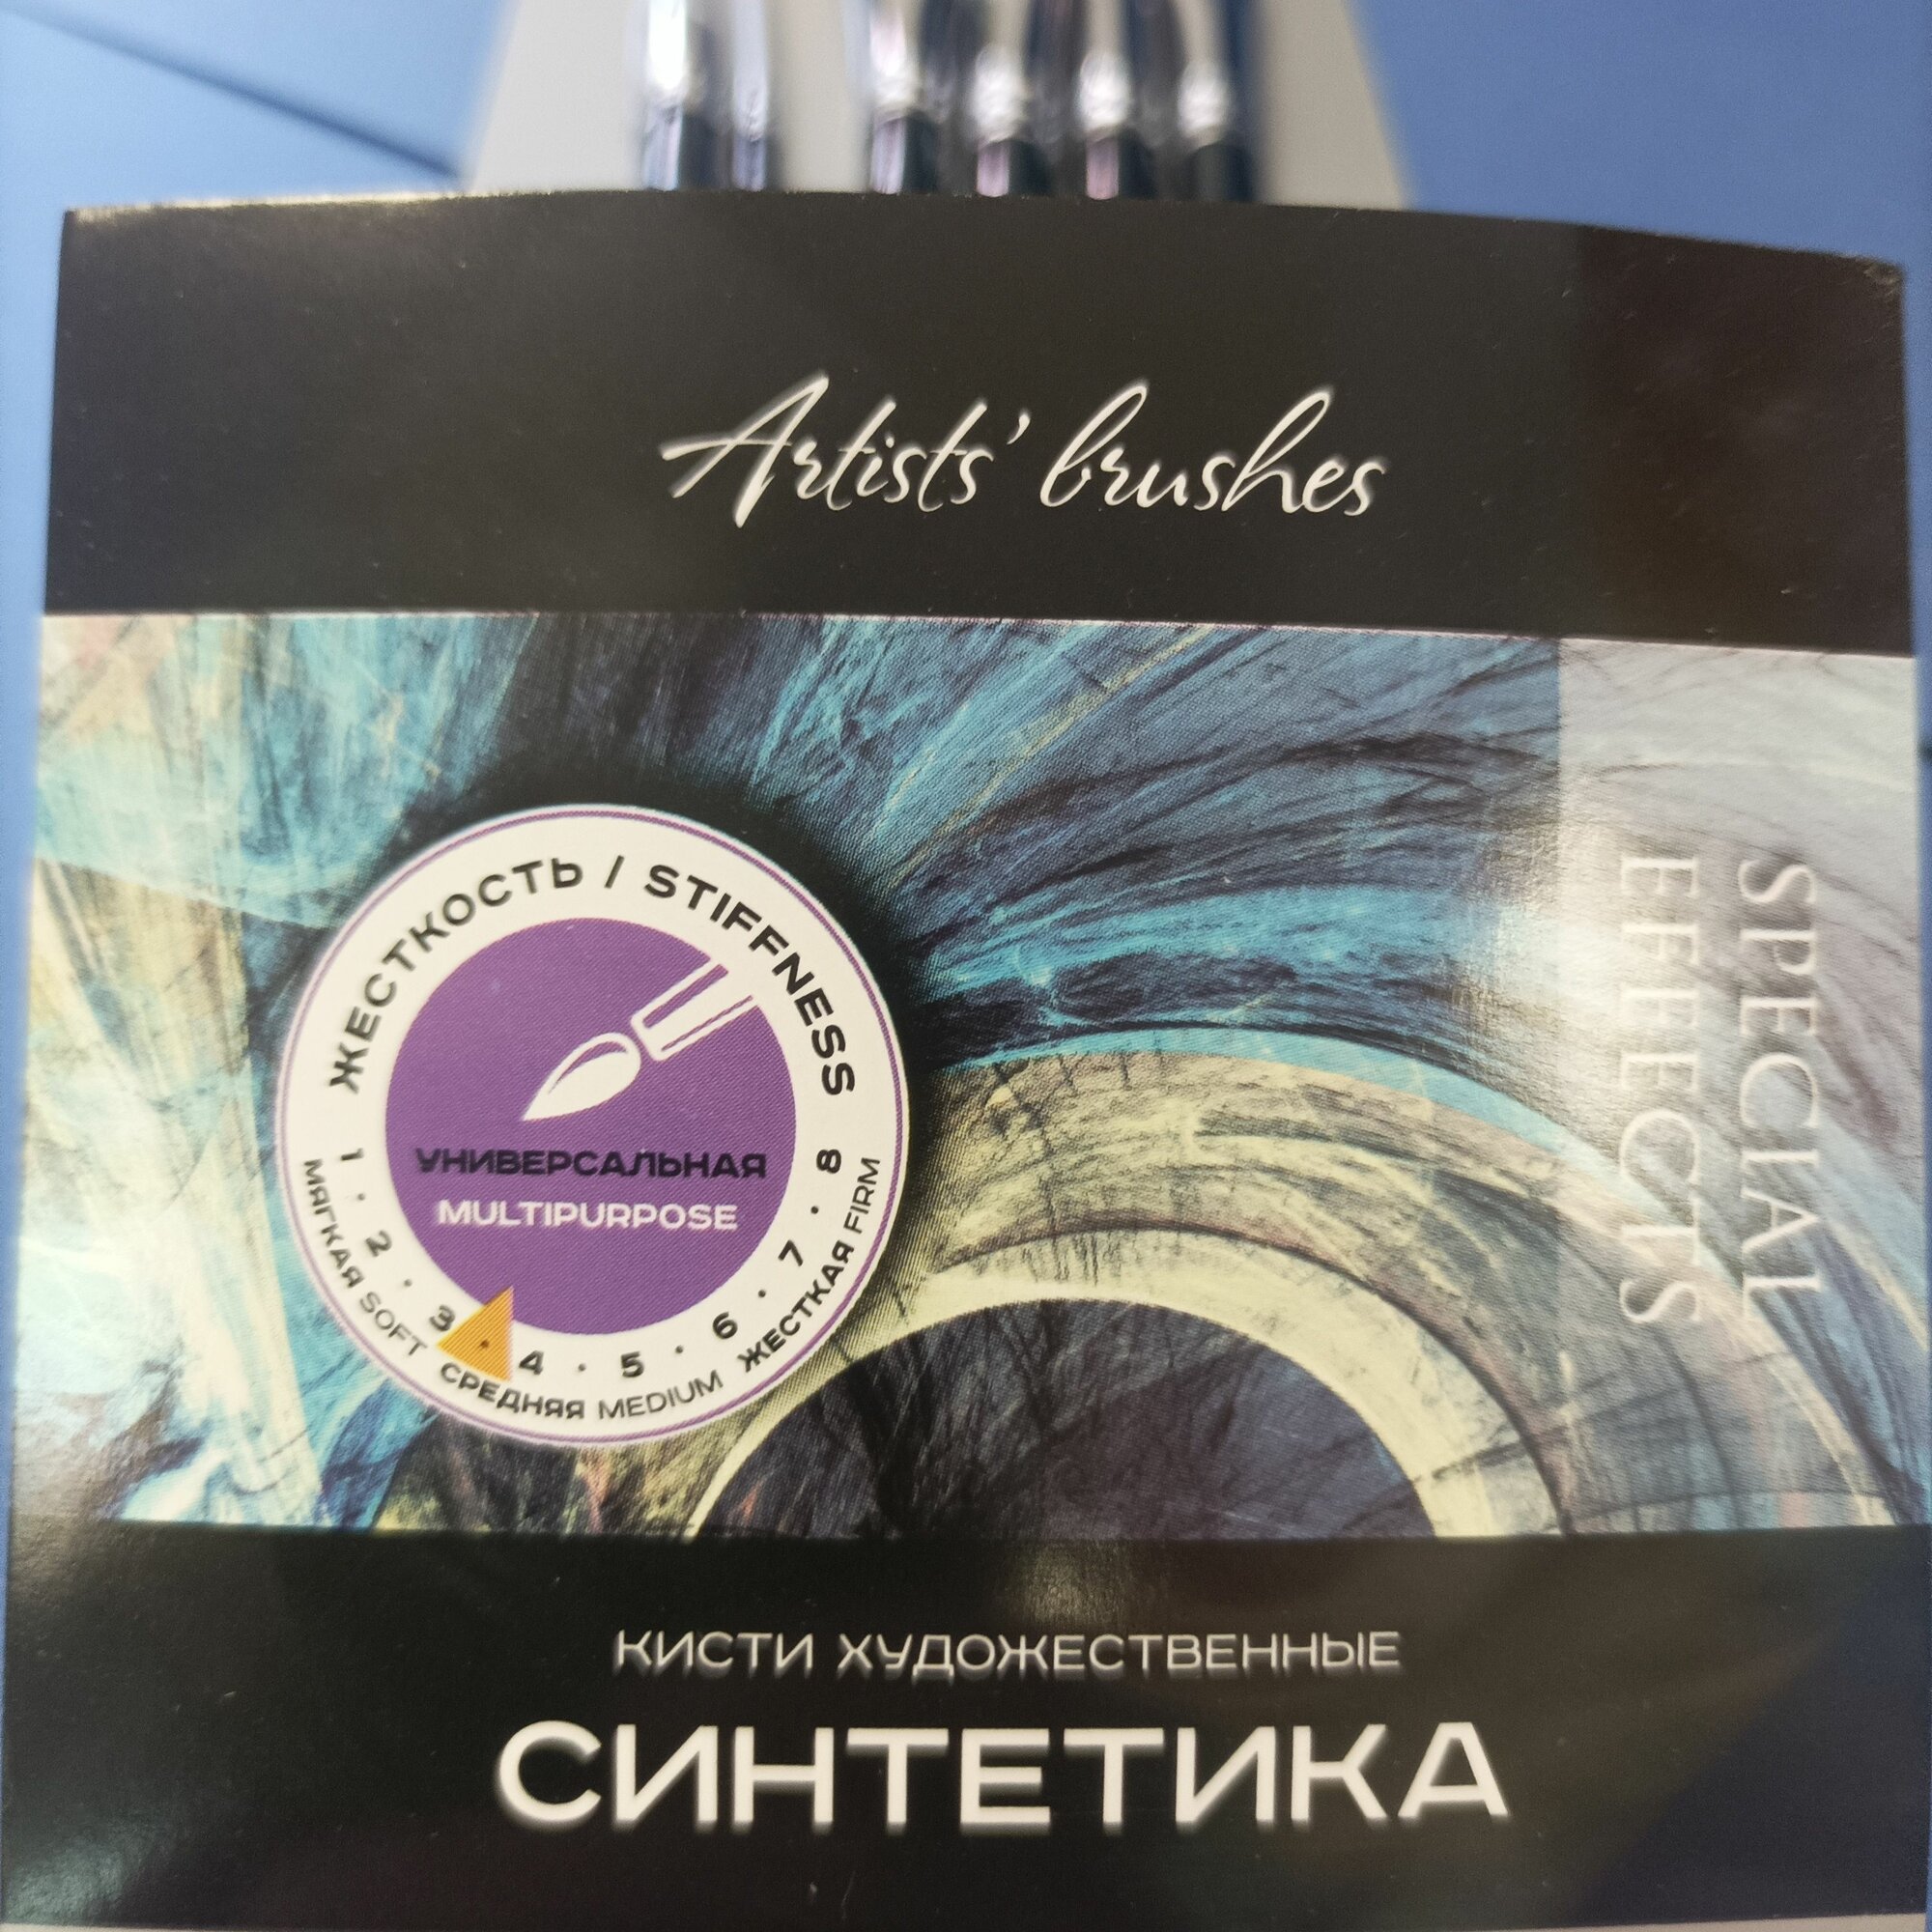 Artists' brushes
SPECIAL
EFFECTS
ЖЕСТКОСТЬ / STIFFNESS
УНИВЕРСАЛЬНАЯ
MULTIPURPOSE
1 · 2 · 3 · 4 · 5 · 6 · 7 · 8
МЯГКАЯ SOFT СРЕДНЯЯ MEDIUM ЖЕСТКАЯ FIRM
КИСТИ ХУДОЖЕСТВЕННЫЕ
СИНТЕТИКА